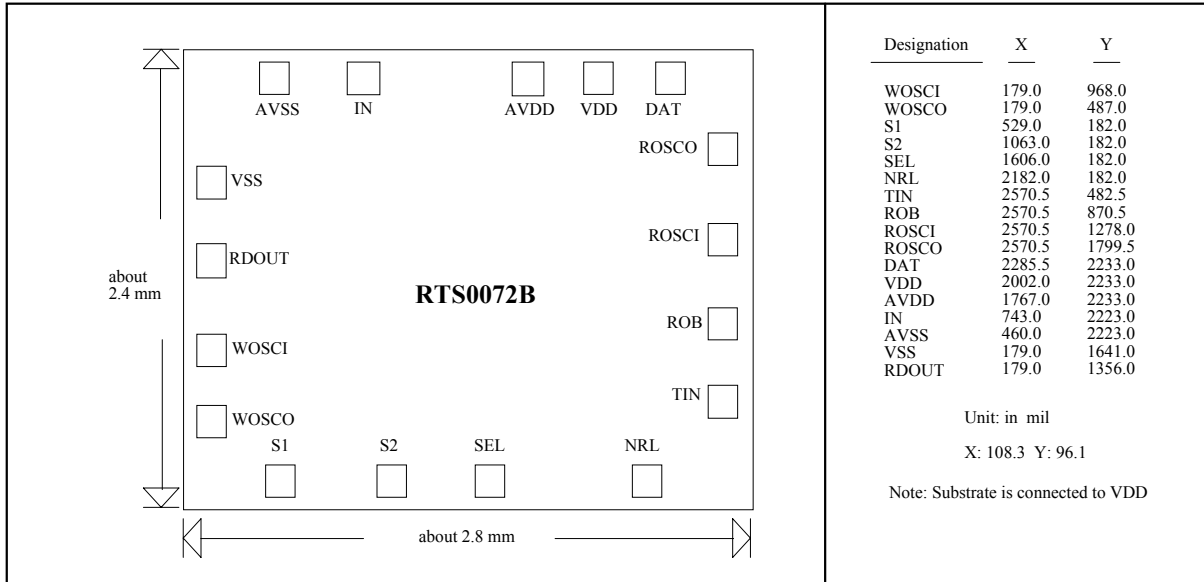 AVSS IN AVDD VDD DAT
ROSCO
VSS
ROSCI
RDOUT
about
2.4 mm
RTS0072B
ROB
WOSCI
TIN
WOSCO
S1 S2 SEL NRL
about 2.8 mm
Designation X Y
WOSCI 179.0 968.0
WOSCO 179.0 487.0
S1 529.0 182.0
S2 1063.0 182.0
SEL 1606.0 182.0
NRL 2182.0 182.0
TIN 2570.5 482.5
ROB 2570.5 870.5
ROSCI 2570.5 1278.0
ROSCO 2570.5 1799.5
DAT 2285.5 2233.0
VDD 2002.0 2233.0
AVDD 1767.0 2233.0
IN 743.0 2223.0
AVSS 460.0 2223.0
VSS 179.0 1641.0
RDOUT 179.0 1356.0
Unit: in mil
X: 108.3 Y: 96.1
Note: Substrate is connected to VDD